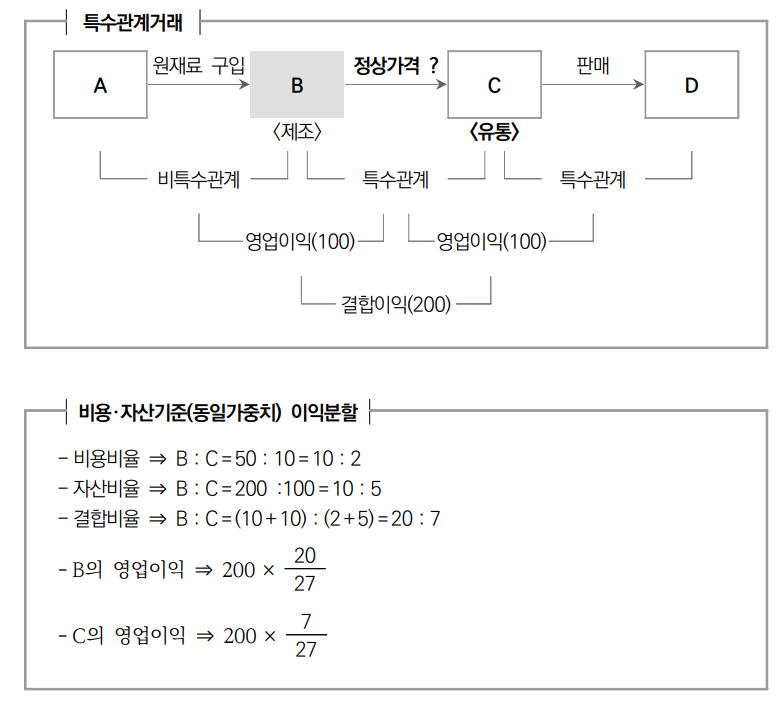 특수관계거래
A 원재료 구입 B 정상가격 ? C 판매 D
〈제조〉 〈유통〉
비특수관계 특수관계 특수관계
영업이익(100) 영업이익(100)
결합이익(200)
비용·자산기준(동일가중치) 이익분할
– 비용비율 ⇒ B : C=50 : 10=10 : 2
– 자산비율 ⇒ B : C=200 :100=10 : 5
– 결합비율 ⇒ B : C=(10+10) : (2+5)=20 : 7
– B의 영업이익 ⇒ 200 × 20/27
– C의 영업이익 ⇒ 200 × 7/27